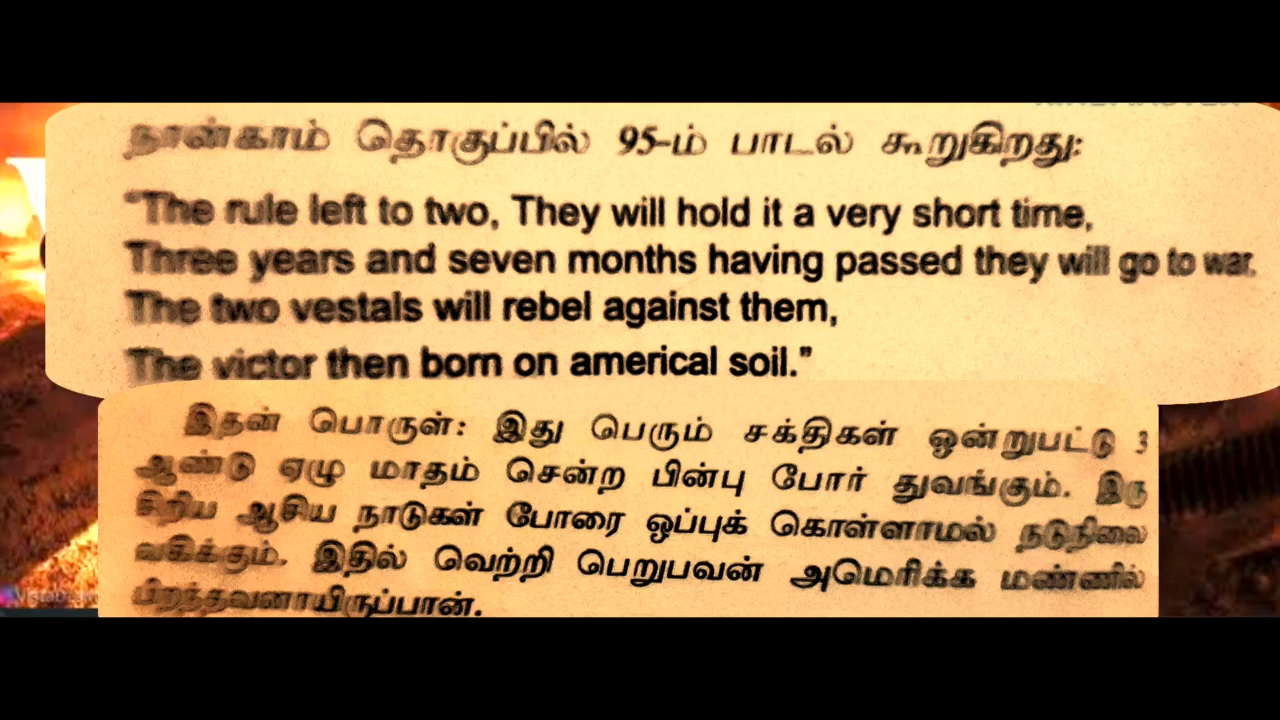 நான்காம் தொகுப்பில் 95-ம் பாடல் கூறுகிறது:
“The rule left to two, They will hold it a very short time,
Three years and seven months having passed they will go to war.
The two vestals will rebel against them,
The victor then born on americal soil.”
இதன் பொருள்: இது பெரும் சக்திகள் ஒன்றுபட்டு 3
ஆண்டு ஏழு மாதம் சென்ற பின்பு போர் துவங்கும். இரு
சிறிய ஆசிய நாடுகள் போரை ஒப்புக் கொள்ளாமல் நடுநிலை
வகிக்கும். இதில் வெற்றி பெறுபவன் அமெரிக்க மண்ணில்
பிறந்தவனாயிருப்பான்.